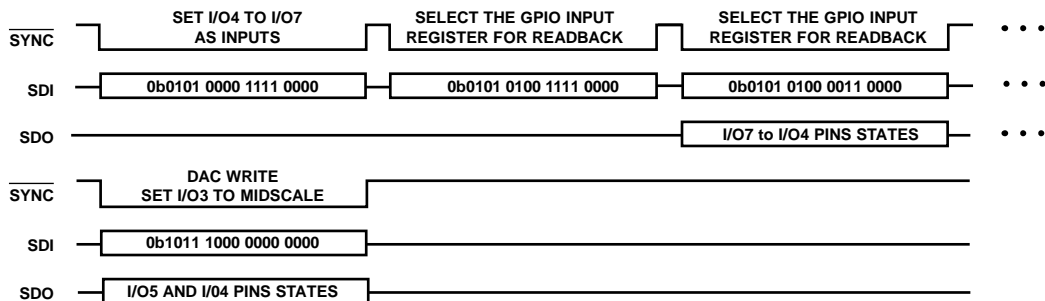 SET I/O4 TO I/O7 AS INPUTS
SELECT THE GPIO INPUT REGISTER FOR READBACK
SELECT THE GPIO INPUT REGISTER FOR READBACK
SYNC
• • •
SDI
0b0101 0000 1111 0000
0b0101 0100 1111 0000
0b0101 0100 0011 0000
• • •
SDO
I/O7 to I/O4 PINS STATES
• • •
DAC WRITE
SET I/O3 TO MIDSCALE
SYNC
SDI
0b1011 1000 0000 0000
SDO
I/O5 AND I/04 PINS STATES